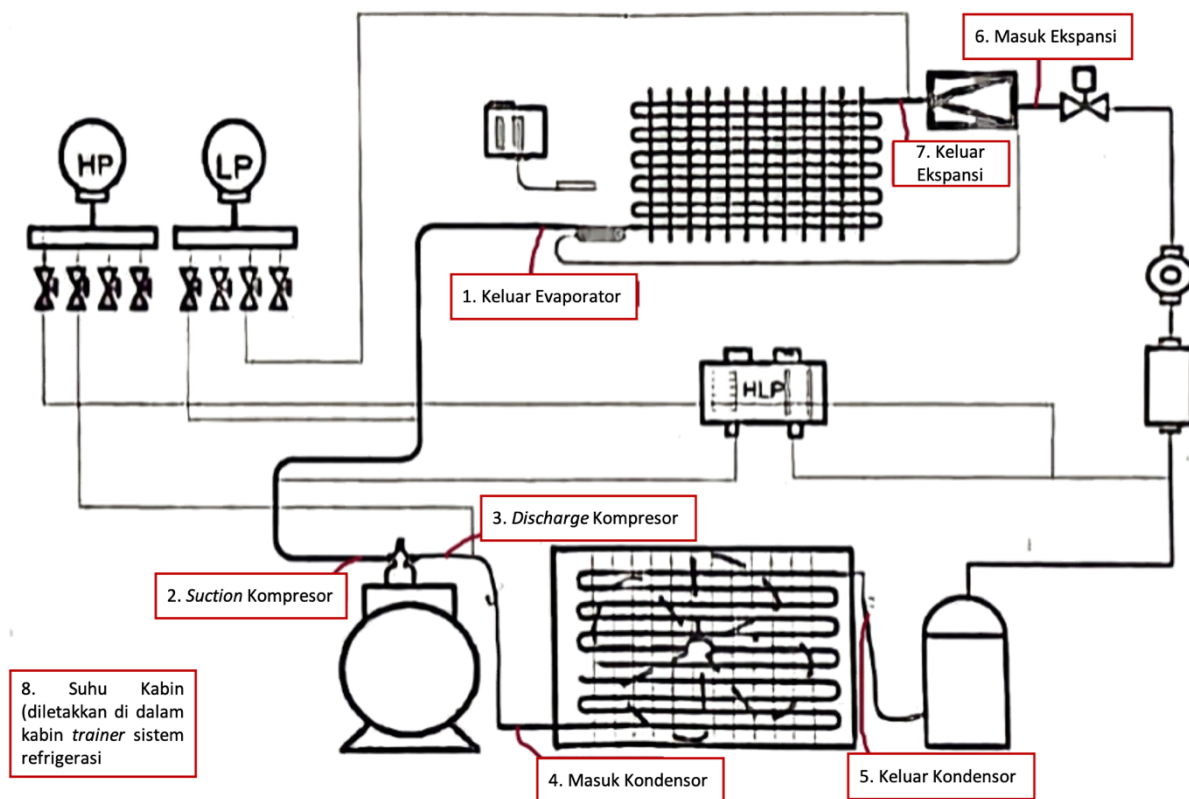 6. Masuk Ekspansi
HP
LP
7. Keluar
Ekspansi
1. Keluar Evaporator
HLP
3. Discharge Kompresor
2. Suction Kompresor
8. Suhu Kabin
(diletakkan di dalam
kabin trainer sistem
refrigerasi
4. Masuk Kondensor
5. Keluar Kondensor